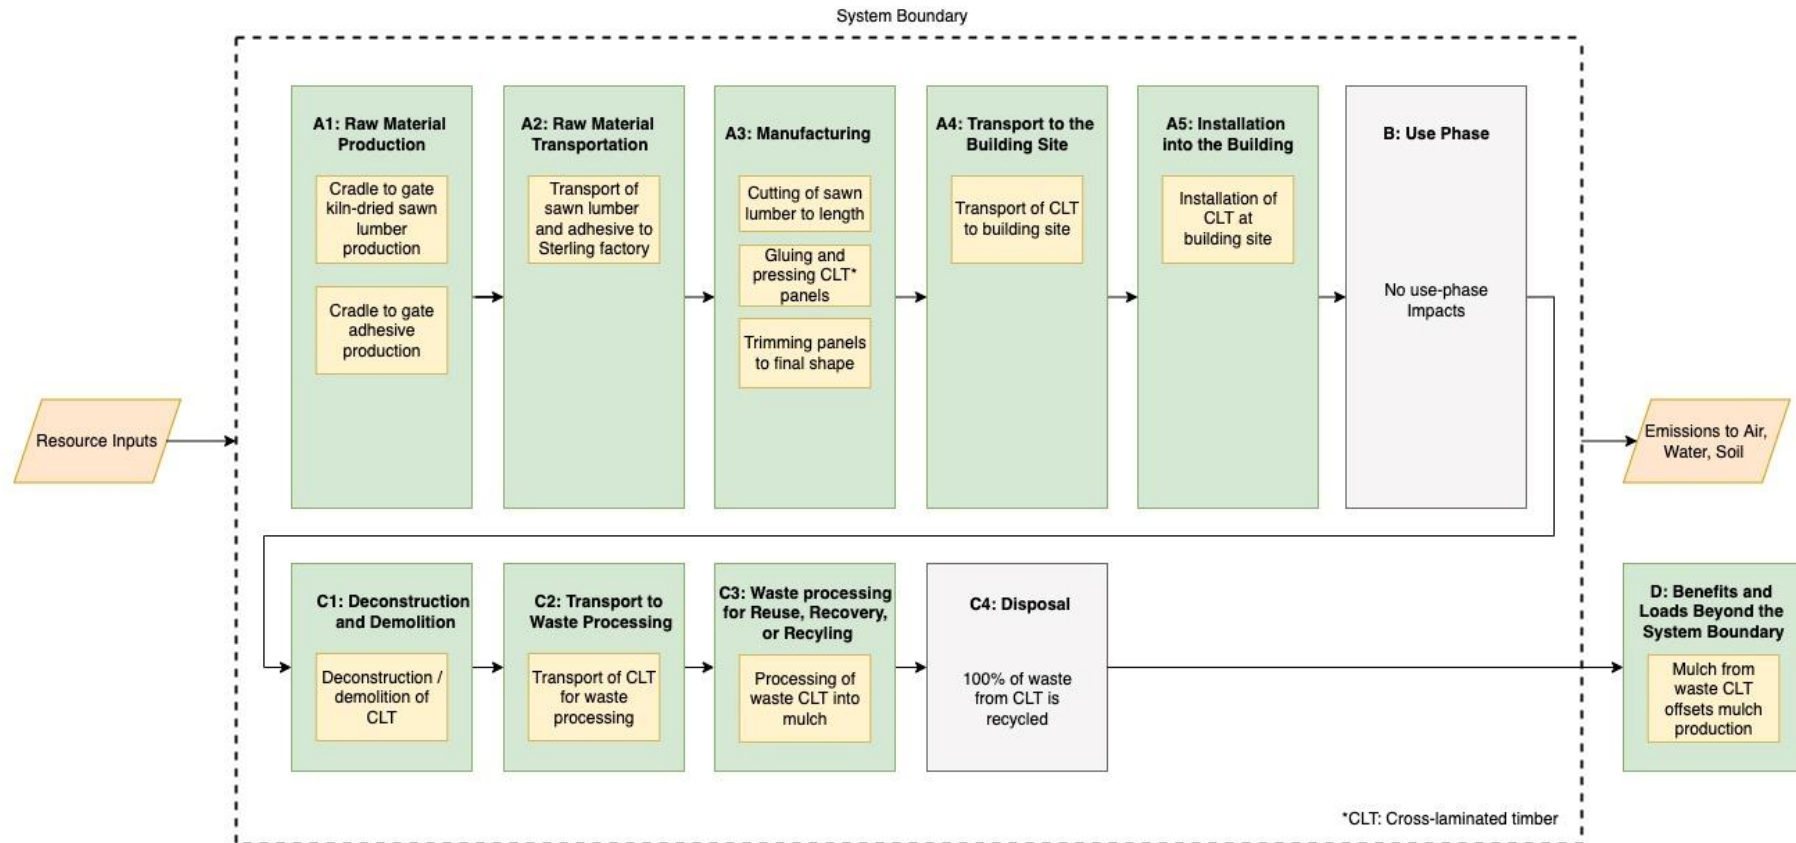 System Boundary
A1: Raw Material
Production
Cradle to gate
kiln-dried sawn
lumber
production
Cradle to gate
adhesive
production
A2: Raw Material
Transportation
Transport of
sawn lumber
and adhesive to
Sterling factory
A3: Manufacturing
Cutting of sawn
lumber to length
Gluing and
pressing CLT*
panels
Trimming panels
to final shape
A4: Transport to the
Building Site
Transport of CLT
to building site
A5: Installation
into the Building
Installation of
CLT at
building site
B: Use Phase
No use-phase
Impacts
Resource Inputs
Emissions to Air,
Water, Soil
C1: Deconstruction
and Demolition
Deconstruction /
demolition of
CLT
C2: Transport to
Waste Processing
Transport of CLT
for waste
processing
C3: Waste processing
for Reuse, Recovery,
or Recyling
Processing of
waste CLT into
mulch
C4: Disposal
100% of waste
from CLT is
recycled
D: Benefits and
Loads Beyond the
System Boundary
Mulch from
waste CLT
offsets mulch
production
*CLT: Cross-laminated timber